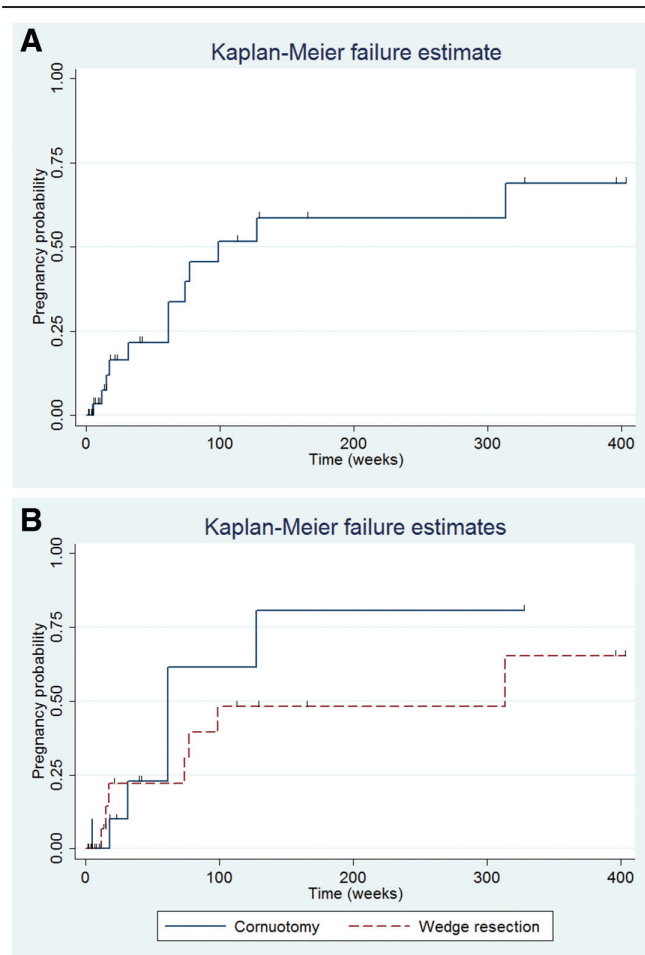 A
Kaplan-Meier failure estimate
Pregnancy probability
1.00
0.75
0.50
0.25
0.00
0 100 200 300 400
Time (weeks)
B
Kaplan-Meier failure estimates
Pregnancy probability
1.00
0.75
0.50
0.25
0.00
0 100 200 300 400
Time (weeks)
Cornuotomy Wedge resection